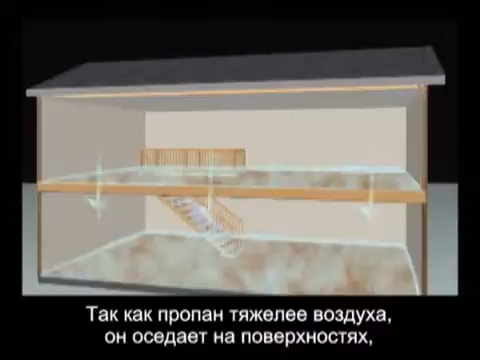 Так как пропан тяжелее воздуха,
он оседает на поверхностях,